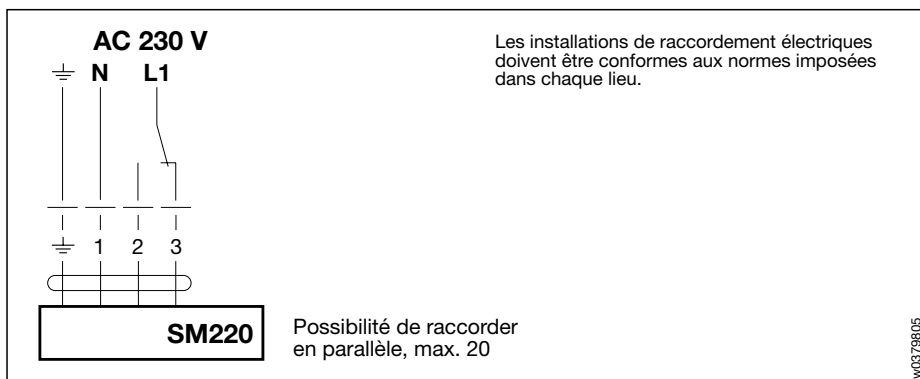 AC 230 V
N L1
Les installations de raccordement électriques
doivent être conformes aux normes imposées
dans chaque lieu.
1 2 3
SM220
Possibilité de raccorder
en parallèle, max. 20
w0379805